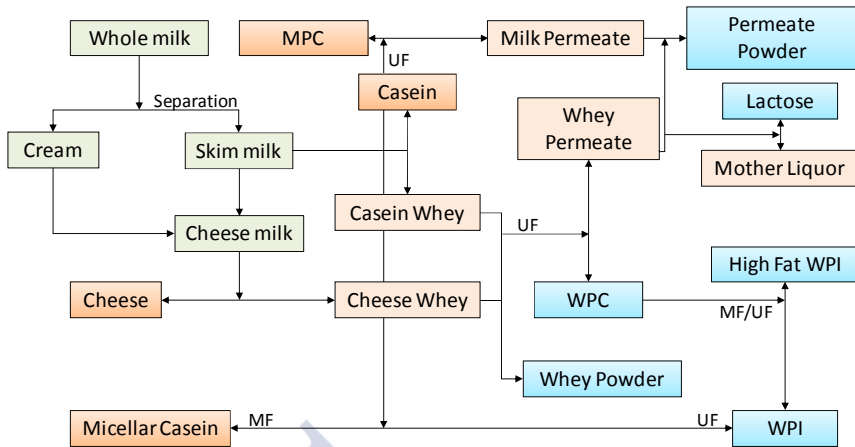 Whole milk
MPC
Milk Permeate
Permeate
Powder
UF
Separation
Casein
Lactose
Cream
Skim milk
Whey
Permeate
Mother Liquor
Casein Whey
Cheese milk
UF
High Fat WPI
Cheese
Cheese Whey
WPC
MF/UF
Whey Powder
Micellar Casein
MF
UF
WPI